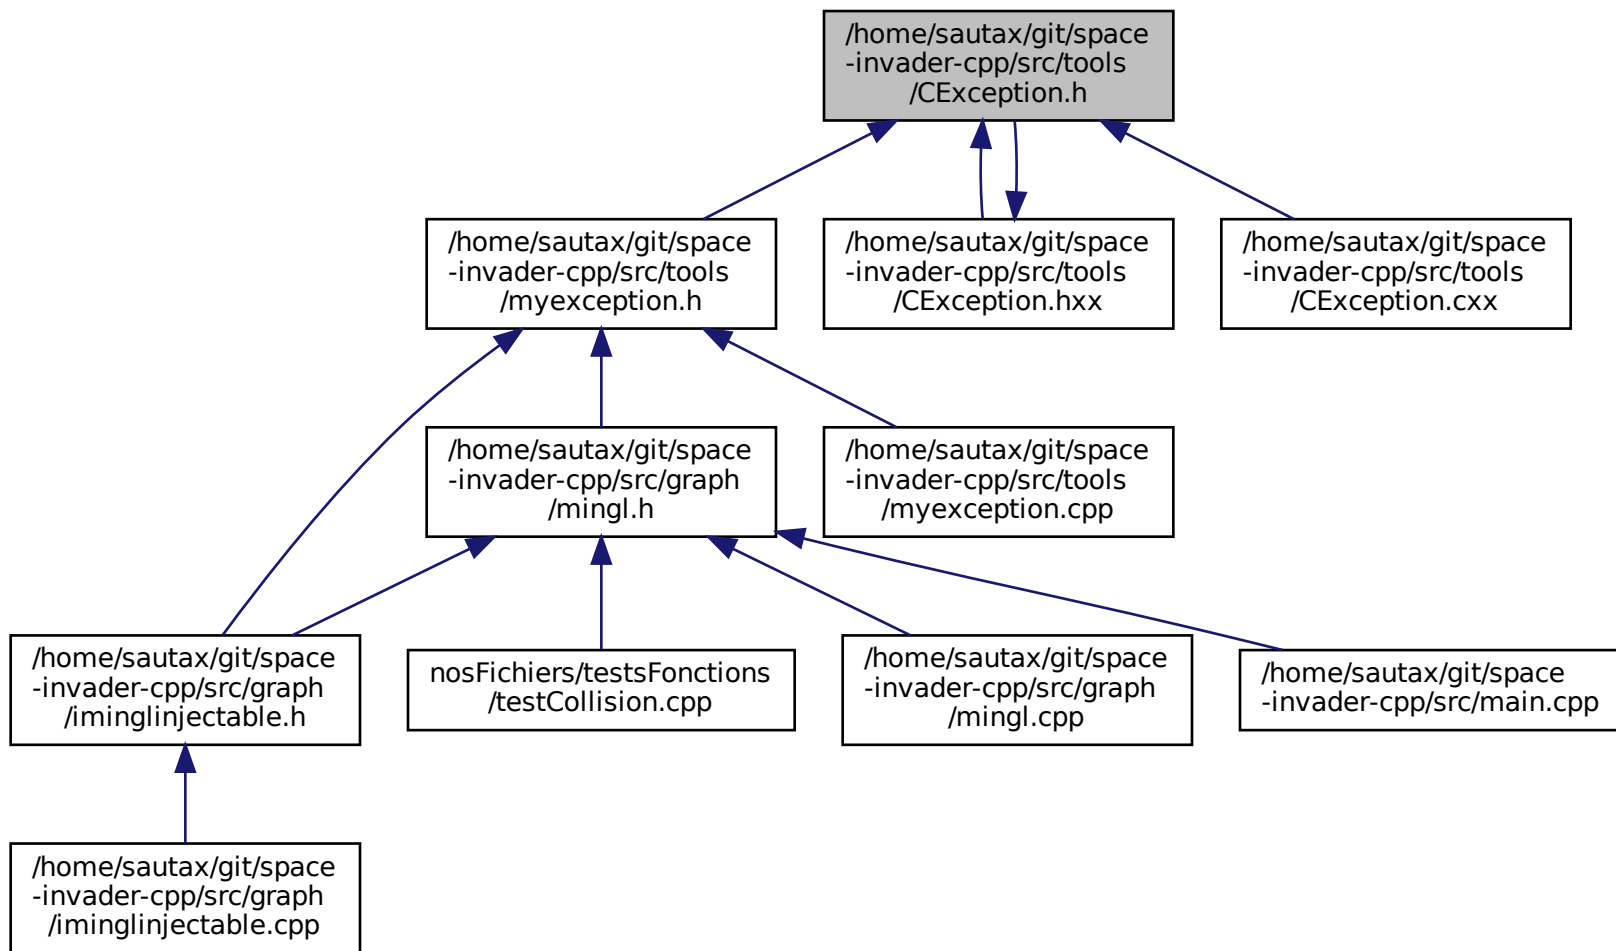 /home/sautax/git/space
-invader-cpp/src/tools
/CException.h
/home/sautax/git/space
-invader-cpp/src/tools
/myexception.h
/home/sautax/git/space
-invader-cpp/src/tools
/CException.hxx
/home/sautax/git/space
-invader-cpp/src/tools
/CException.cxx
/home/sautax/git/space
-invader-cpp/src/graph
/mingl.h
/home/sautax/git/space
-invader-cpp/src/tools
/myexception.cpp
/home/sautax/git/space
-invader-cpp/src/graph
/iminglinjectable.h
nosFichiers/testsFonctions
/testCollision.cpp
/home/sautax/git/space
-invader-cpp/src/graph
/mingl.cpp
/home/sautax/git/space
-invader-cpp/src/main.cpp
/home/sautax/git/space
-invader-cpp/src/graph
/iminglinjectable.cpp